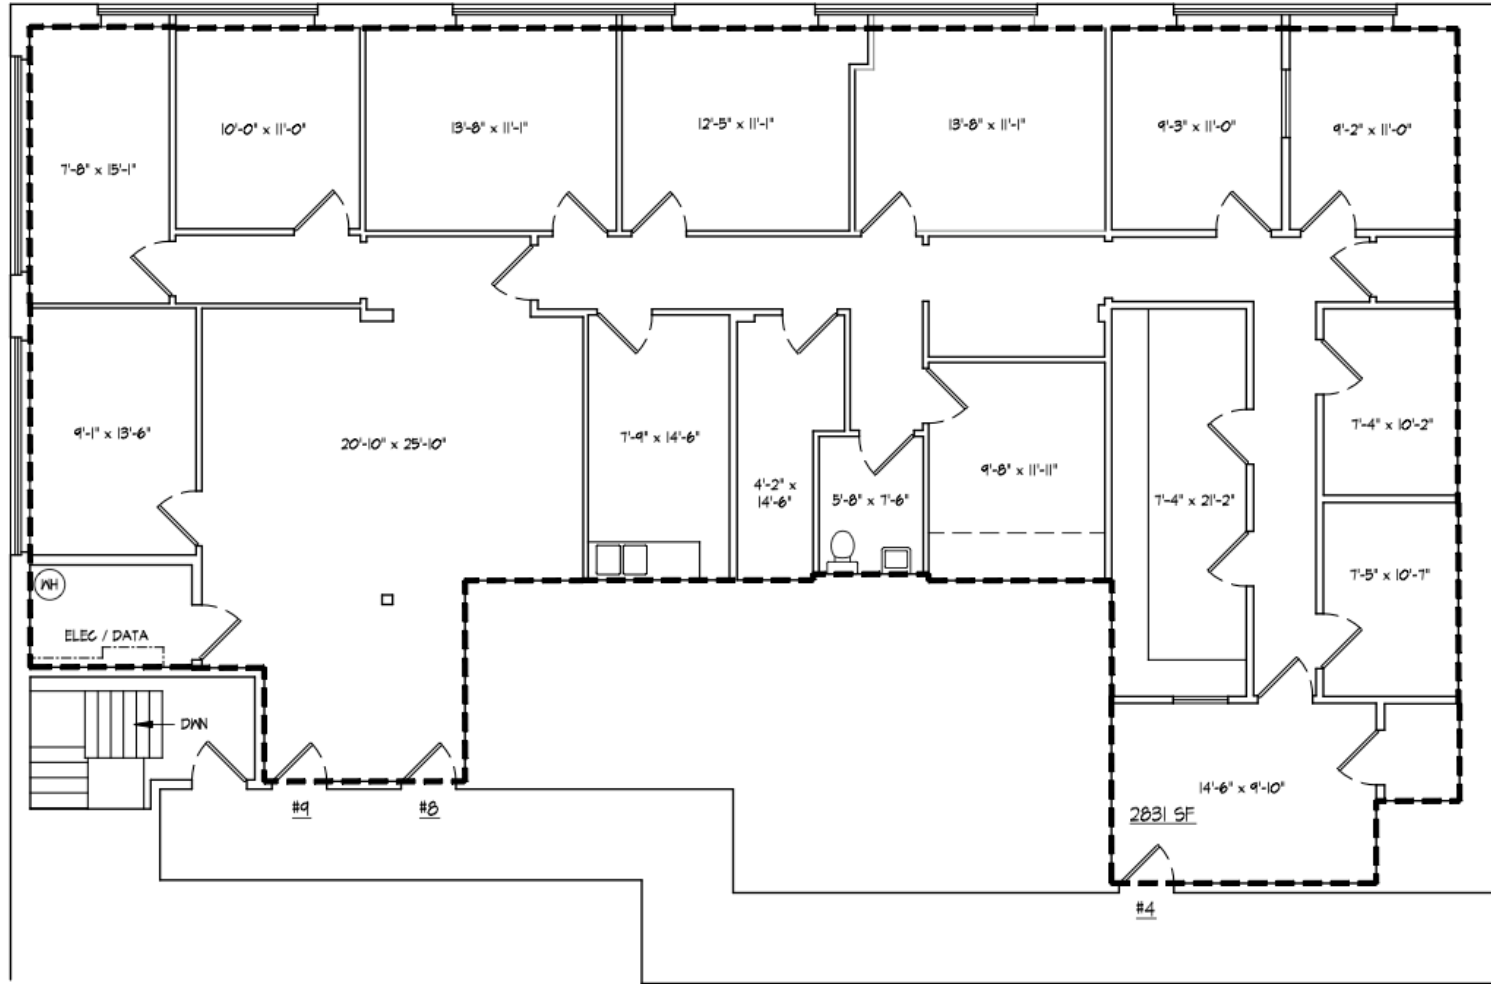 7'-8" x 15'-1"
10'-0" x 11'-0"
13'-8" x 11'-1"
12'-5" x 11'-1"
13'-8" x 11'-1"
9'-3" x 11'-0"
9'-2" x 11'-0"
9'-1" x 13'-6"
20'-10" x 25'-10"
7'-9" x 14'-6"
4'-2" x
14'-6"
5'-8" x 7'-6"
9'-8" x 11'-11"
7'-4" x 21'-2"
7'-4" x 10'-2"
7'-5" x 10'-7"
WH
ELEC / DATA
DWN
14'-6" x 9'-10"
2831 SF
#9
#8
#4